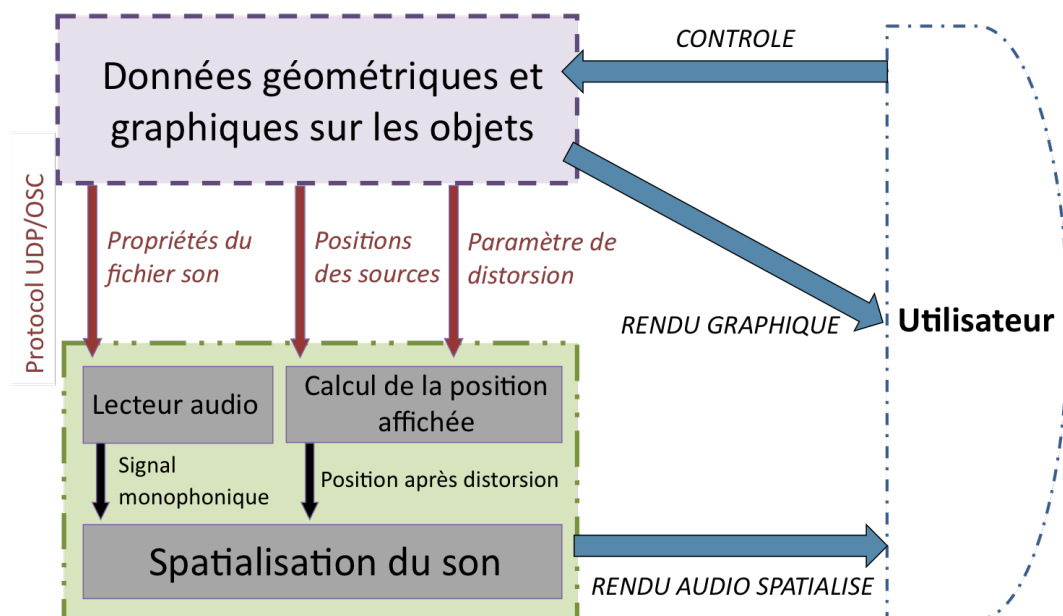 CONTROLE
Données géométriques et
graphiques sur les objets
Protocol UDP/OSC
Propriétés du
fichier son
Positions
des sources
Paramètre de
distorsion
RENDU GRAPHIQUE
Utilisateur
Lecteur audio
Calcul de la position
affichée
Signal
monophonique
Position après distorsion
Spatialisation du son
RENDU AUDIO SPATIALISE